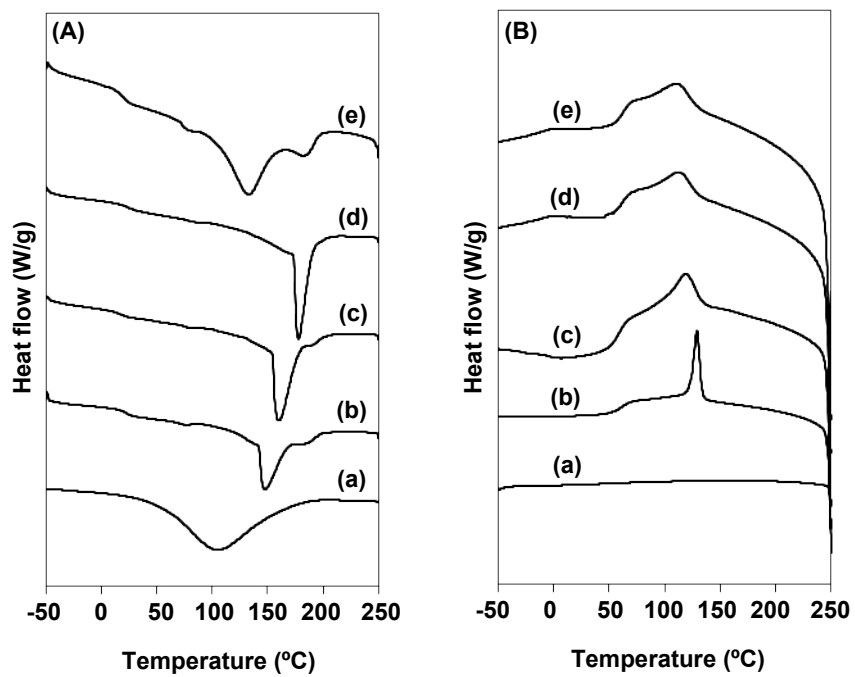 (A)
(e)
(d)
(c)
(b)
(a)
Heat flow (W/g)
-50 0 50 100 150 200 250
Temperature (ºC)
(B)
(e)
(d)
(c)
(b)
(a)
Heat flow (W/g)
-50 0 50 100 150 200 250
Temperature (ºC)